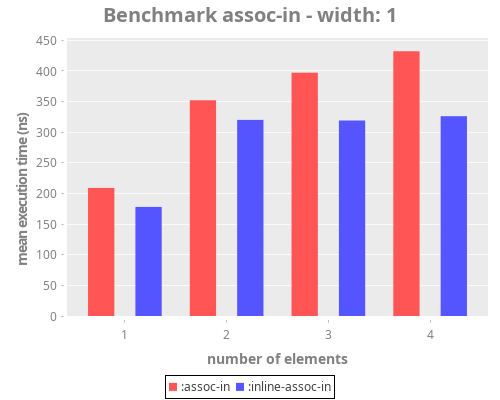 Benchmark assoc-in - width: 1
mean execution time (ns)
450
400
350
300
250
200
150
100
50
0
1 2 3 4
number of elements
:assoc-in :inline-assoc-in